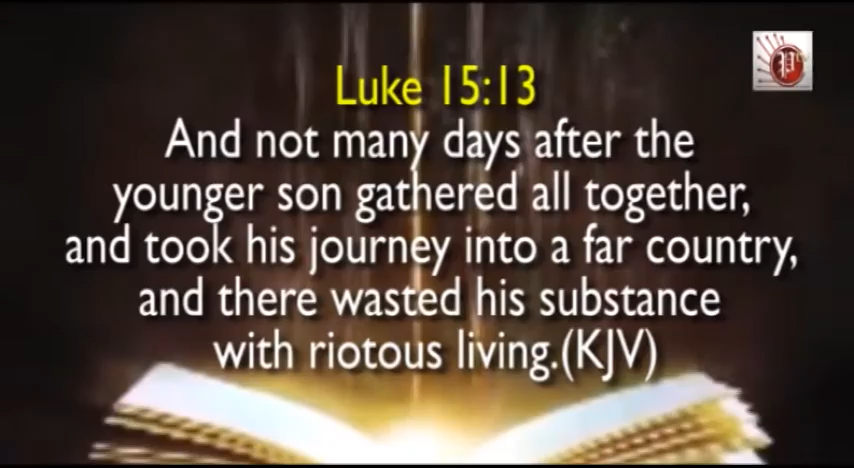 Luke 15:13
And not many days after the
younger son gathered all together,
and took his journey into a far country,
and there wasted his substance
with riotous living.(KJV)